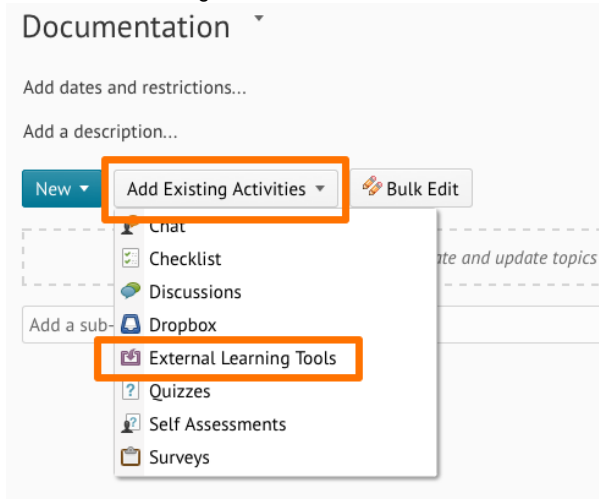 Documentation
Add dates and restrictions...
Add a description...
New
Add Existing Activities
Bulk Edit
Chat
Checklist
ate and update topics
Discussions
Add a sub-
Dropbox
External Learning Tools
Quizzes
Self Assessments
Surveys